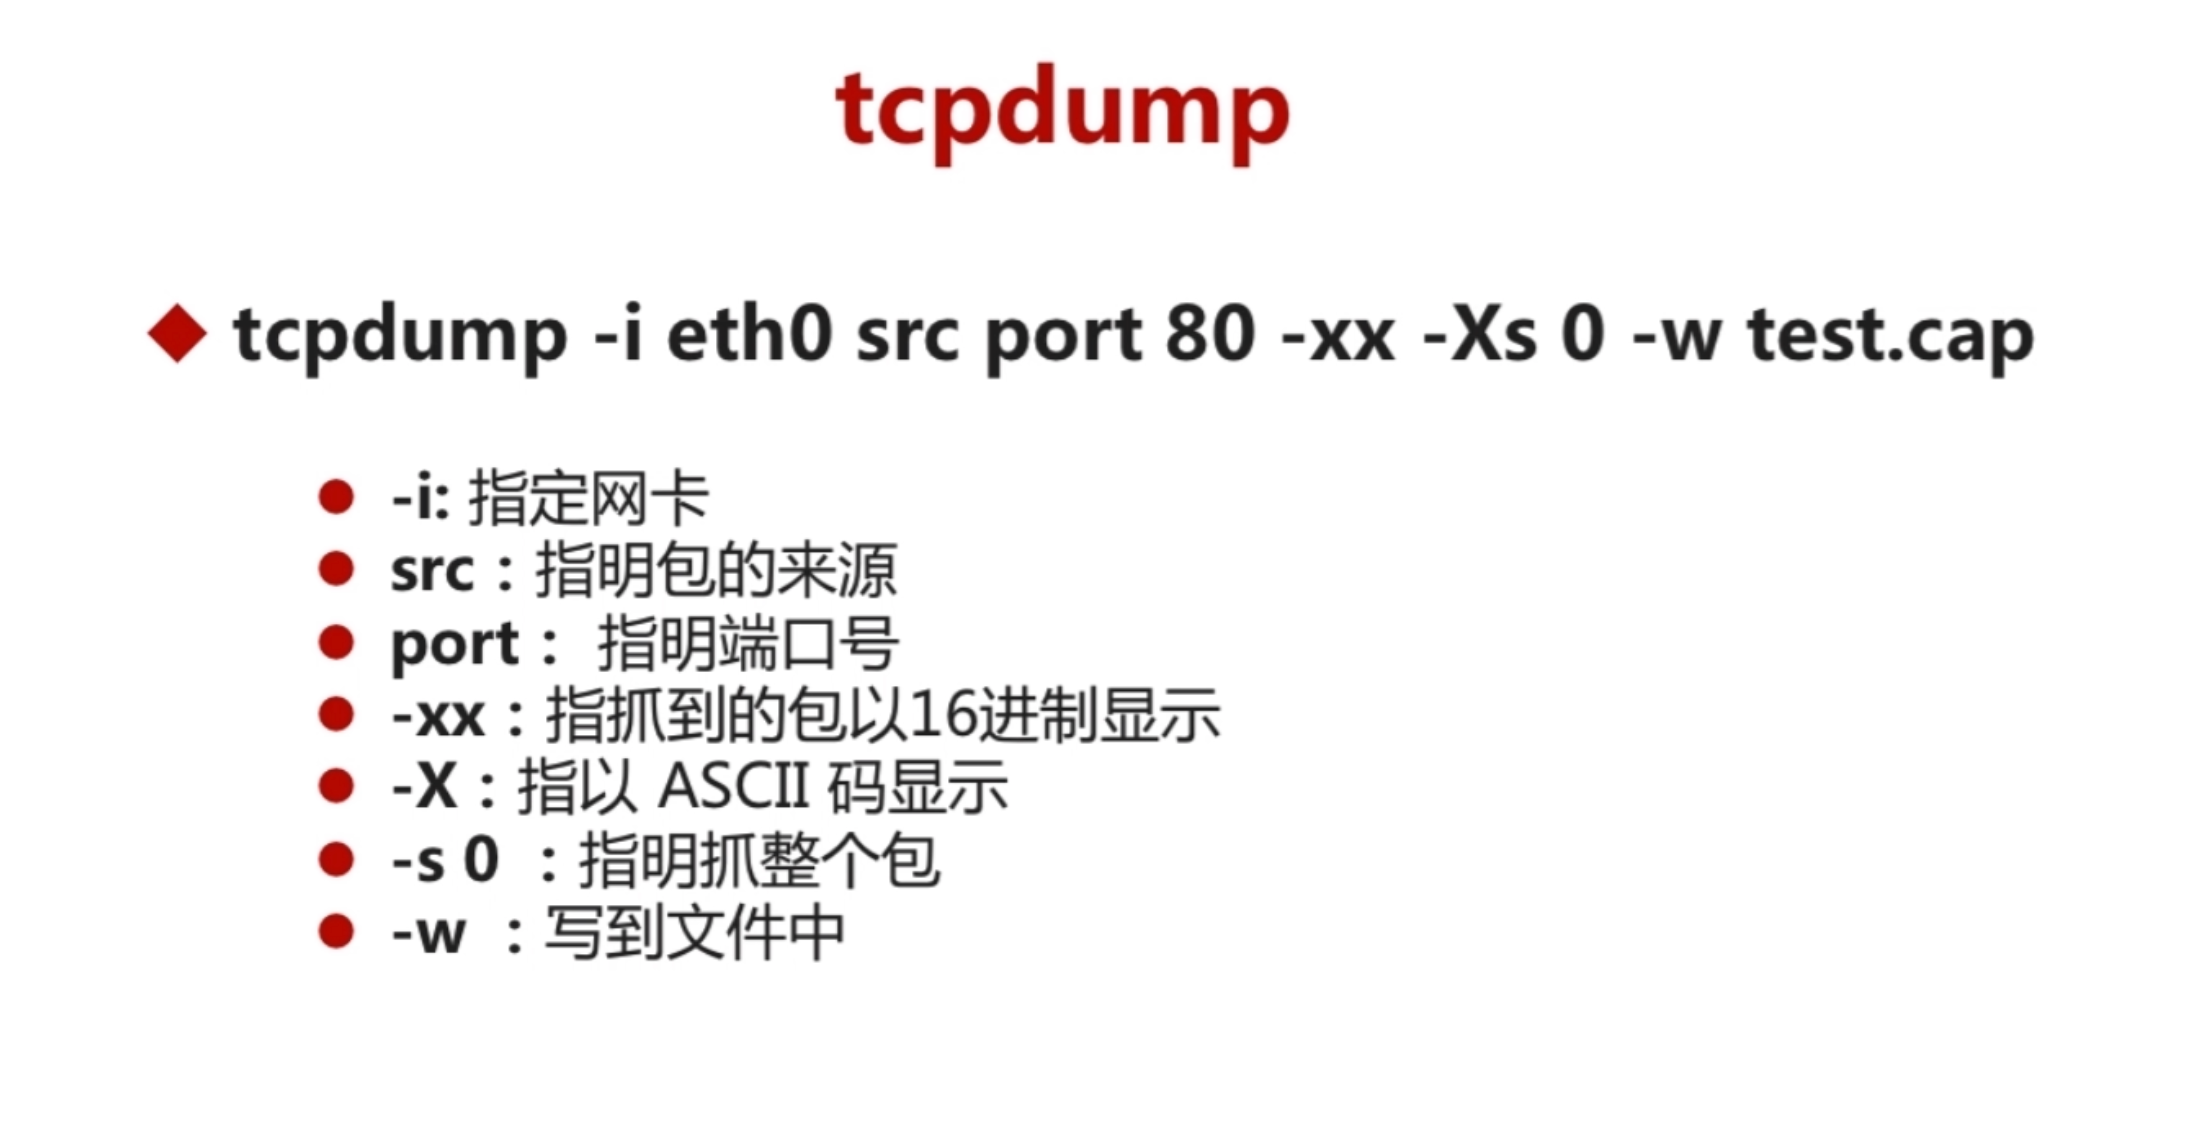 tcpdump
tcpdump -i eth0 src port 80 -xx -Xs 0 -w test.cap
-i: 指定网卡
src：指明包的来源
port： 指明端口号
-xx：指抓到的包以16进制显示
-X：指以 ASCII 码显示
-s 0 ：指明抓整个包
-w ：写到文件中